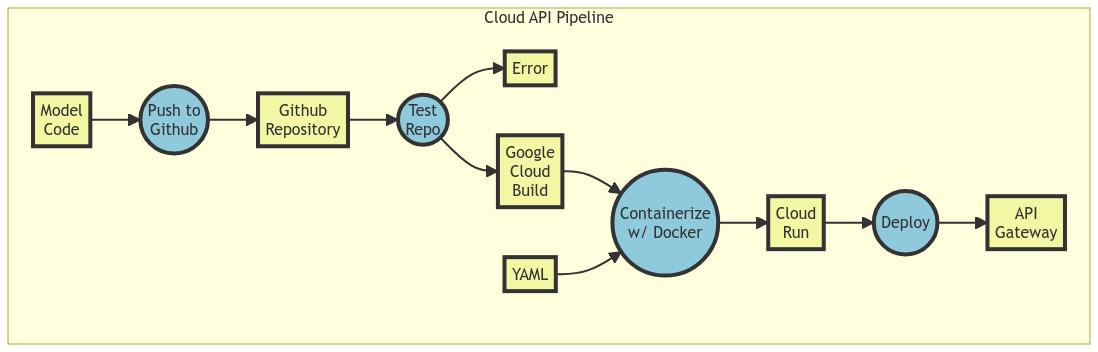 Cloud API Pipeline
Model
Code
Push to
Github
Github
Repository
Test
Repo
Error
Google
Cloud
Build
YAML
Containerize
w/ Docker
Cloud
Run
Deploy
API
Gateway